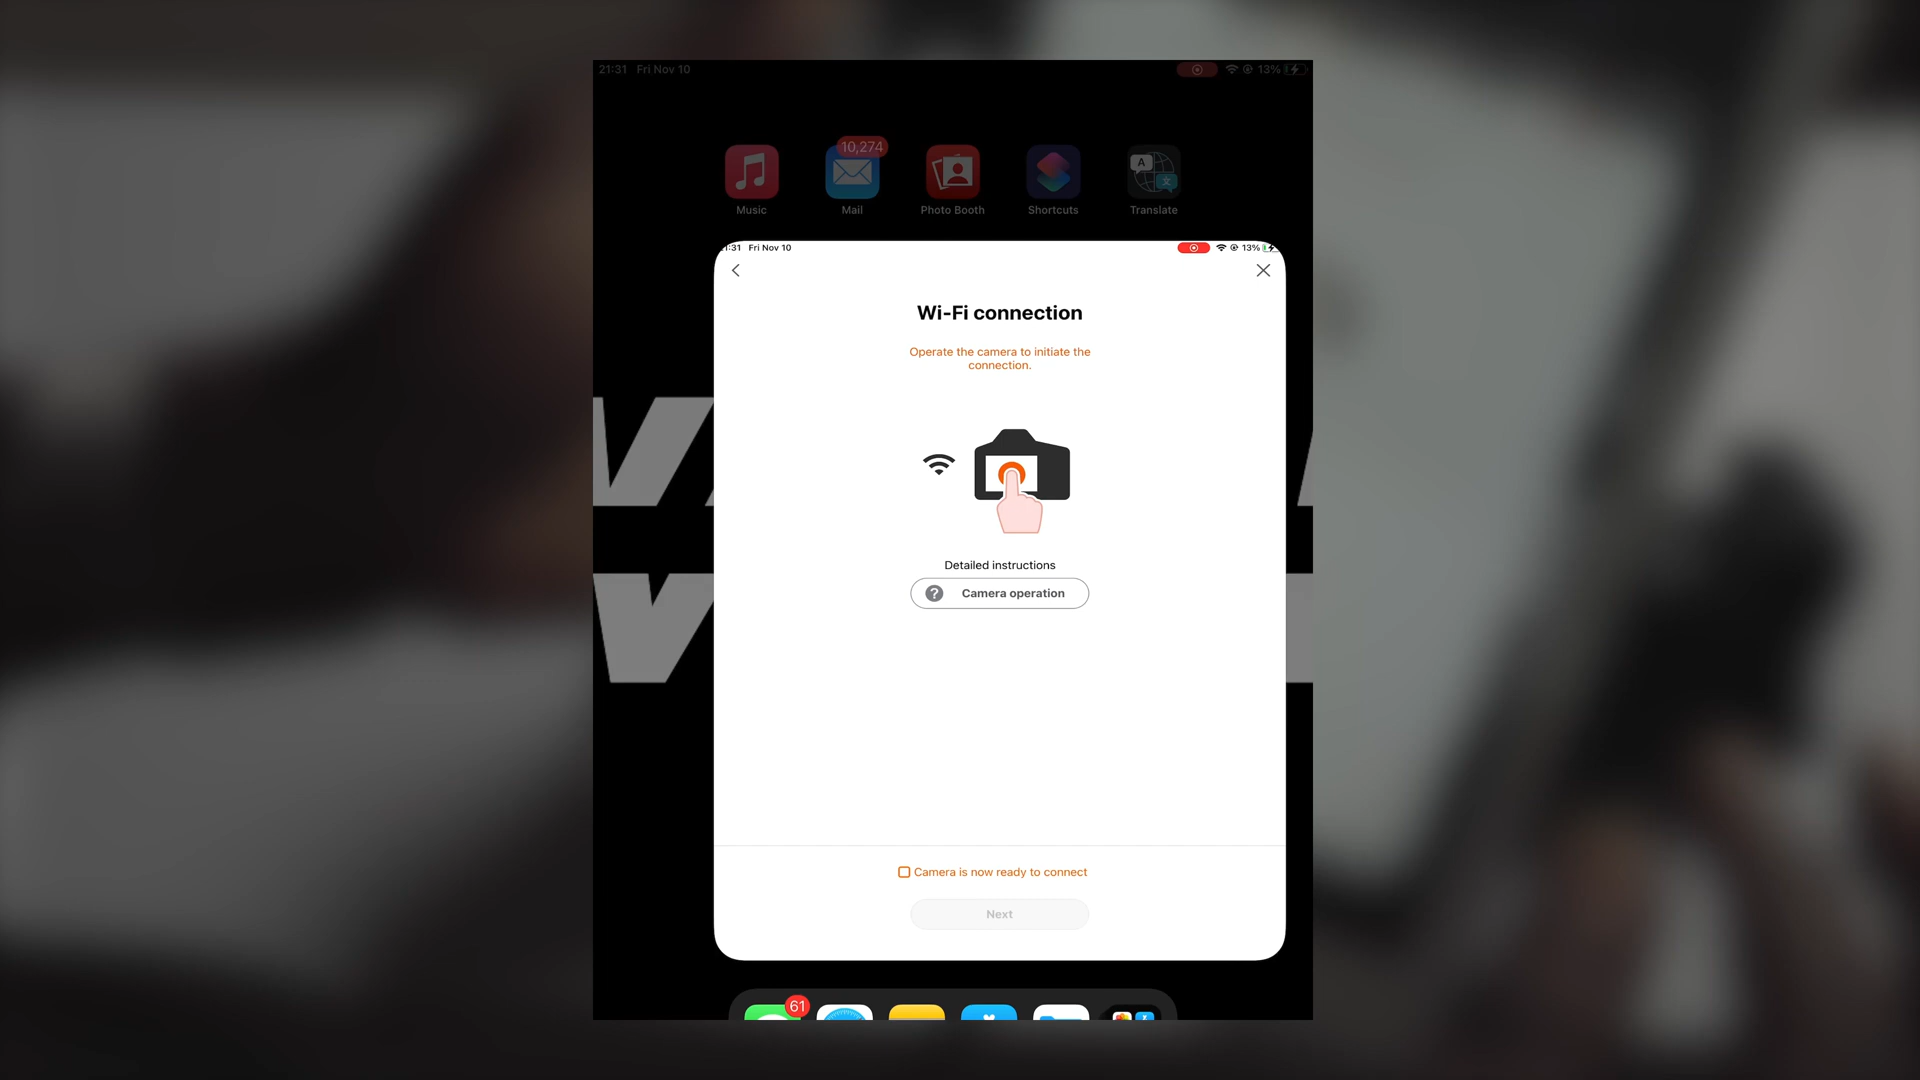 21:31 Fri Nov 10
13%
10,274
A
文
Music
Mail
Photo Booth
Shortcuts
Translate
:31 Fri Nov 10
13%
Wi-Fi connection
Operate the camera to initiate the
connection.
Detailed instructions
? Camera operation
Camera is now ready to connect
Next
61